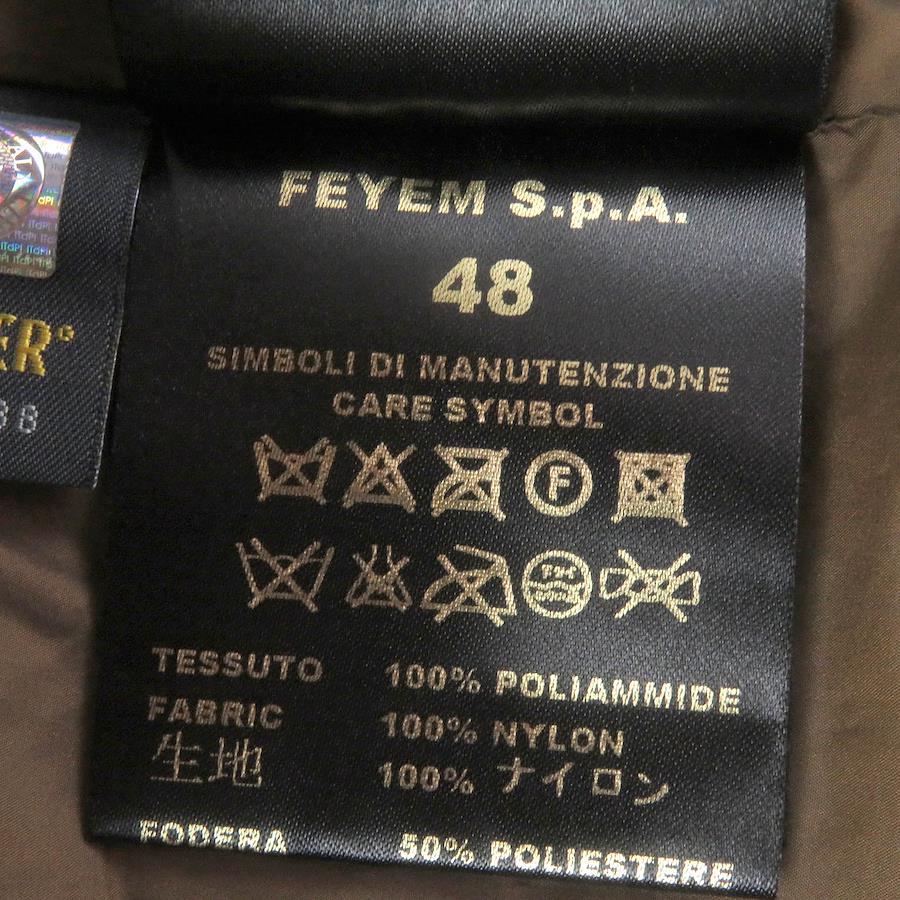 FEYEM S.p.A.
48
SIMBOLI DI MANUTENZIONE
CARE SYMBOL
F
TESSUTO 100% POLIAMMIDE
FABRIC 100% NYLON
生地 100% ナイロン
FODERA 50% POLIESTERE